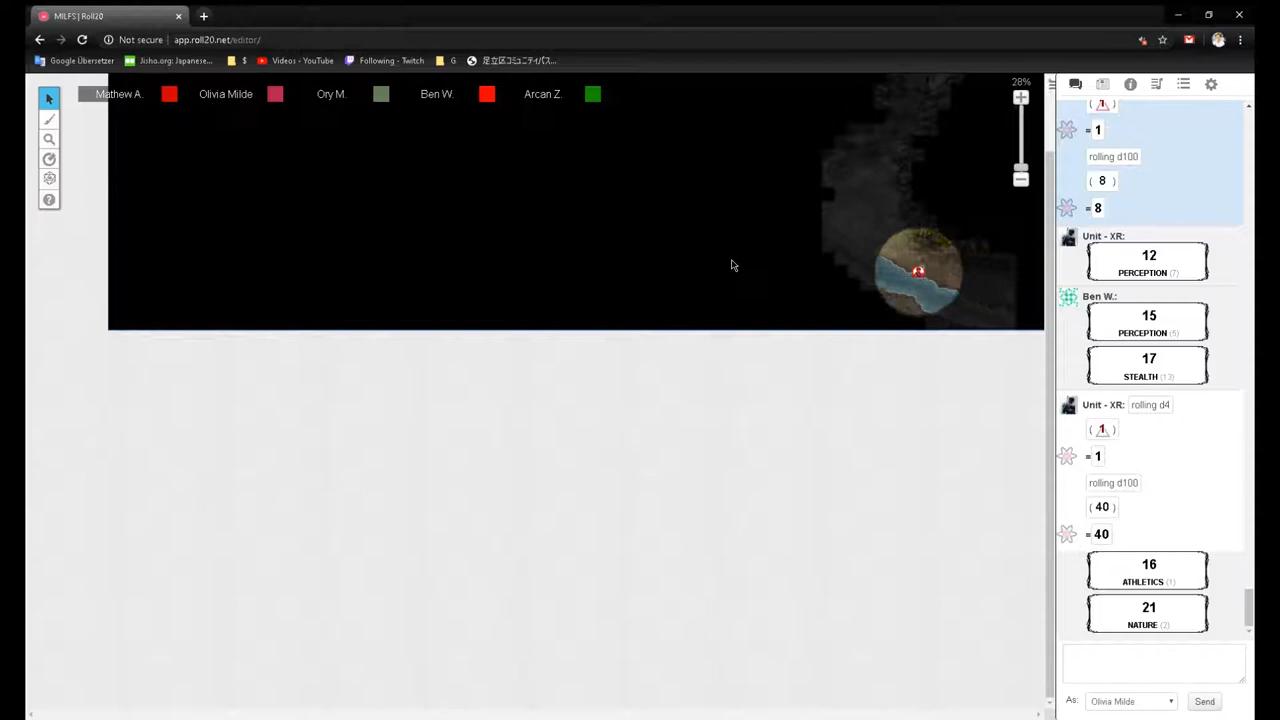 MILFS | Roll20
Not secure app.roll20.net/editor/
Google Übersetzer Jisho.org: Japanese... $ Videos - YouTube Following - Twitch G 足立区コミュニティバス...
Mathew A. Olivia Milde Ory M. Ben W. Arcan Z.
28%
( 1 )
= 1
rolling d100
( 8 )
= 8
Unit - XR:
12
PERCEPTION (7)
Ben W.:
15
PERCEPTION (5)
17
STEALTH (13)
Unit - XR: rolling d4
( 1 )
= 1
rolling d100
( 40 )
= 40
16
ATHLETICS (1)
21
NATURE (2)
As: Olivia Milde Send